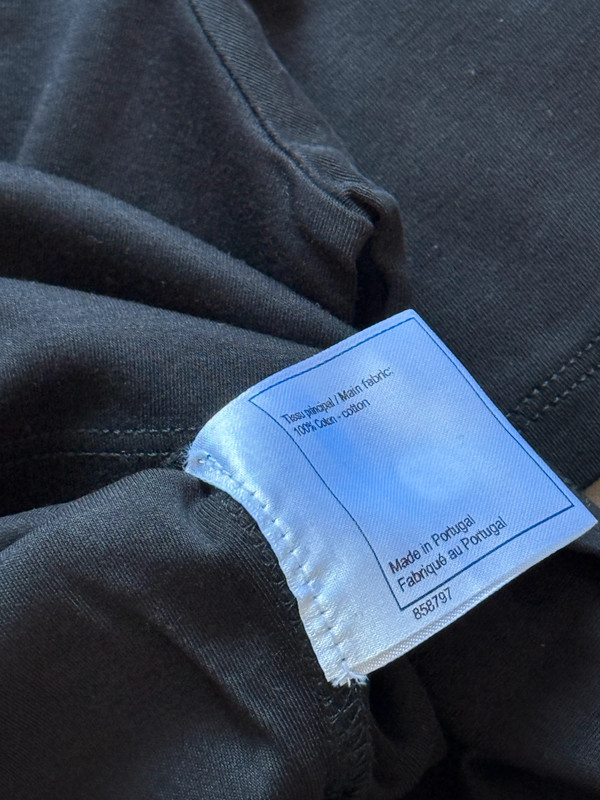 Tissu principal / Main fabric:
100% Coton - cotton
Made in Portugal
Fabriqué au Portugal
858797